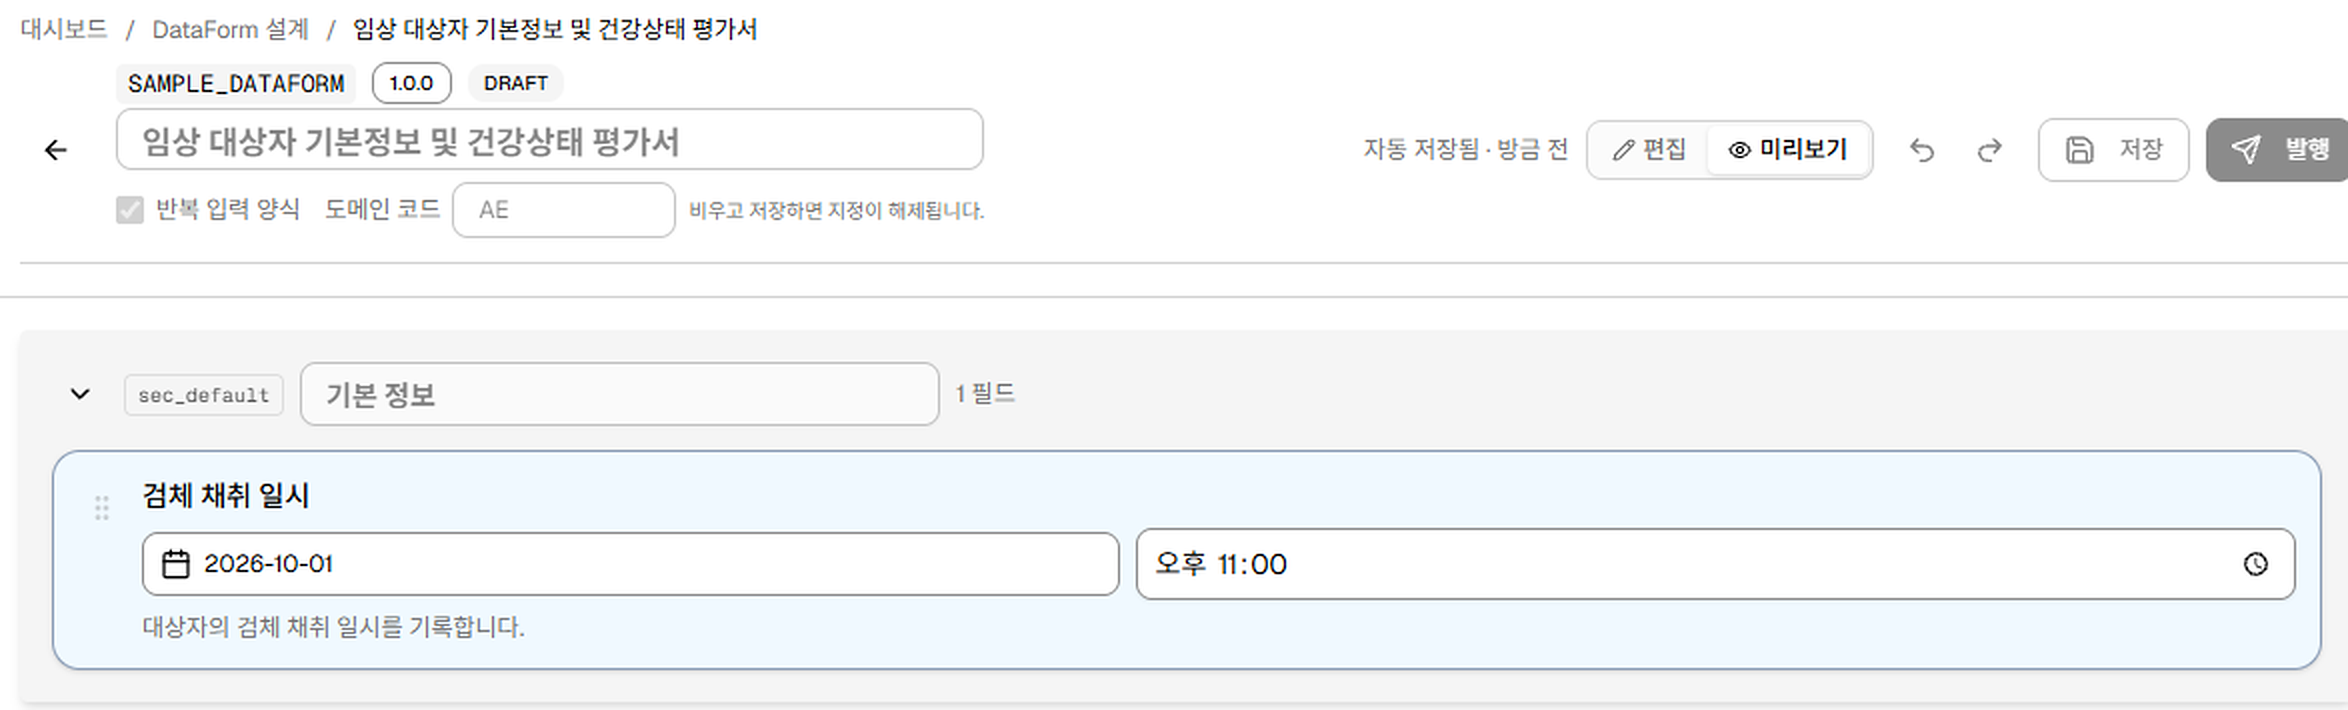 대시보드 / DataForm 설계 / 임상 대상자 기본정보 및 건강상태 평가서
SAMPLE_DATAFORM 1.0.0 DRAFT
임상 대상자 기본정보 및 건강상태 평가서
자동 저장됨 · 방금 전 편집 미리보기 저장 발행
반복 입력 양식 도메인 코드 AE 비우고 저장하면 지정이 해제됩니다.
sec_default 기본 정보 1 필드
검체 채취 일시
2026-10-01 오후 11:00
대상자의 검체 채취 일시를 기록합니다.